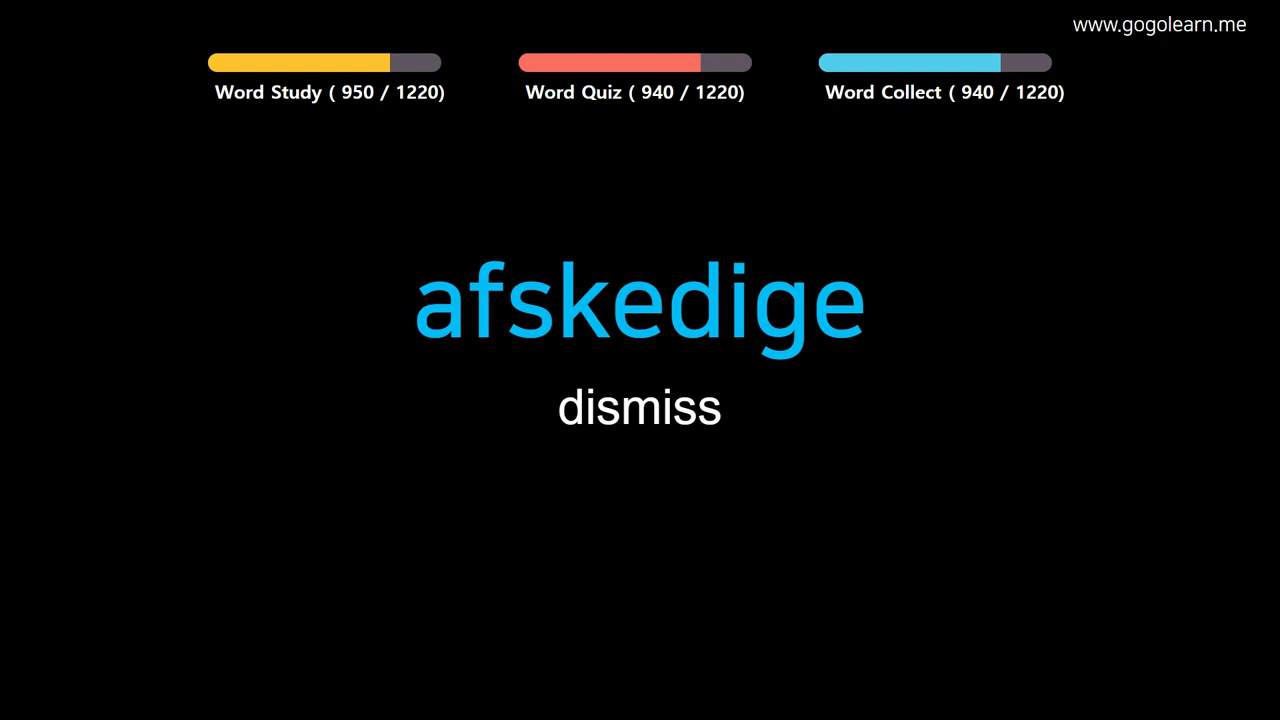 www.gogolearn.me
Word Study ( 950 / 1220)
Word Quiz ( 940 / 1220)
Word Collect ( 940 / 1220)
afskedige
dismiss